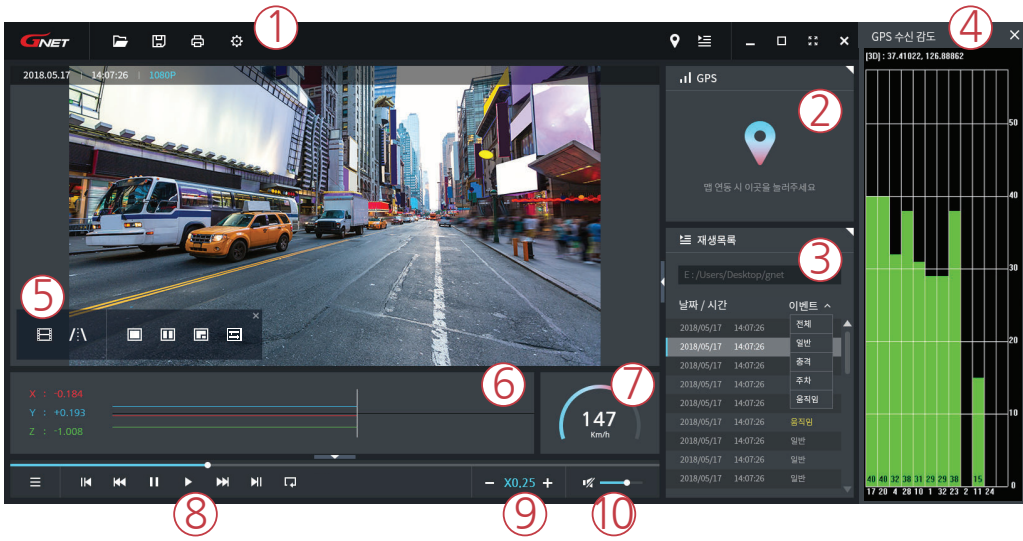 GNET
1
2018.05.17 14:07:26 1080P
GPS
2
맵 연동 시 이곳을 눌러주세요
재생목록
3
E:/Users/Desktop/gnet
날짜 / 시간 이벤트
전체
일반
충격
주차
움직임
2018/05/17 14:07:26
2018/05/17 14:07:26
2018/05/17 14:07:26
2018/05/17 14:07:26
2018/05/17 14:07:26
2018/05/17 14:07:26 움직임
2018/05/17 14:07:26 일반
2018/05/17 14:07:26 일반
2018/05/17 14:07:26 일반
GPS 수신 감도
4
[3D] : 37.41022, 126.88862
50
40
30
20
10
0
40 40 32 38 31 29 29 38 15
17 20 4 28 10 1 32 23 2 11 24
5
6
X : -0.184
Y : +0.193
Z : -1.008
7
147
Km/h
X0,25
8
9
10